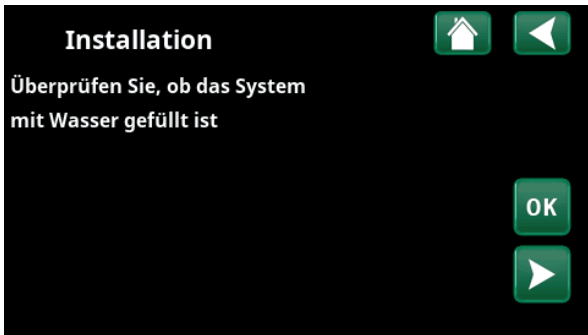 Installation
Überprüfen Sie, ob das System
mit Wasser gefüllt ist
OK